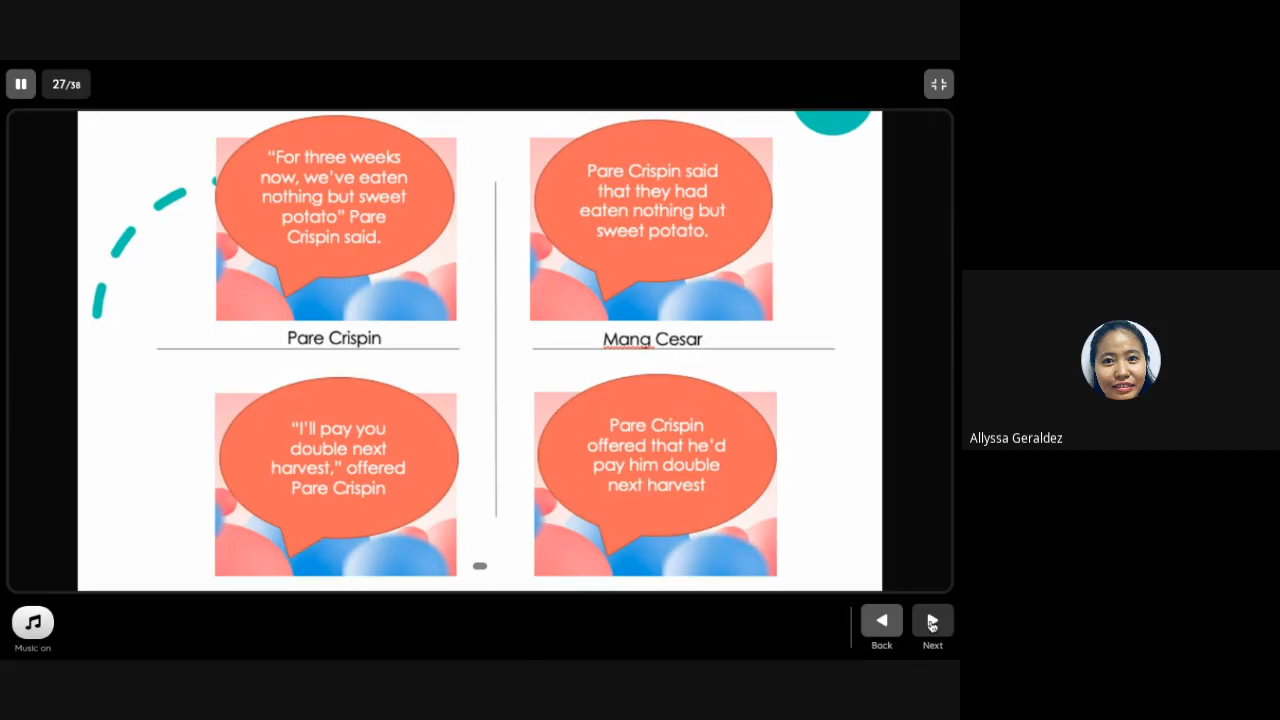 27/38
“For three weeks
now, we’ve eaten
nothing but sweet
potato” Pare
Crispin said.
Pare Crispin said
that they had
eaten nothing but
sweet potato.
Pare Crispin
Mang Cesar
“I’ll pay you
double next
harvest,” offered
Pare Crispin
Pare Crispin
offered that he’d
pay him double
next harvest
Allyssa Geraldez
Music on
Back
Next